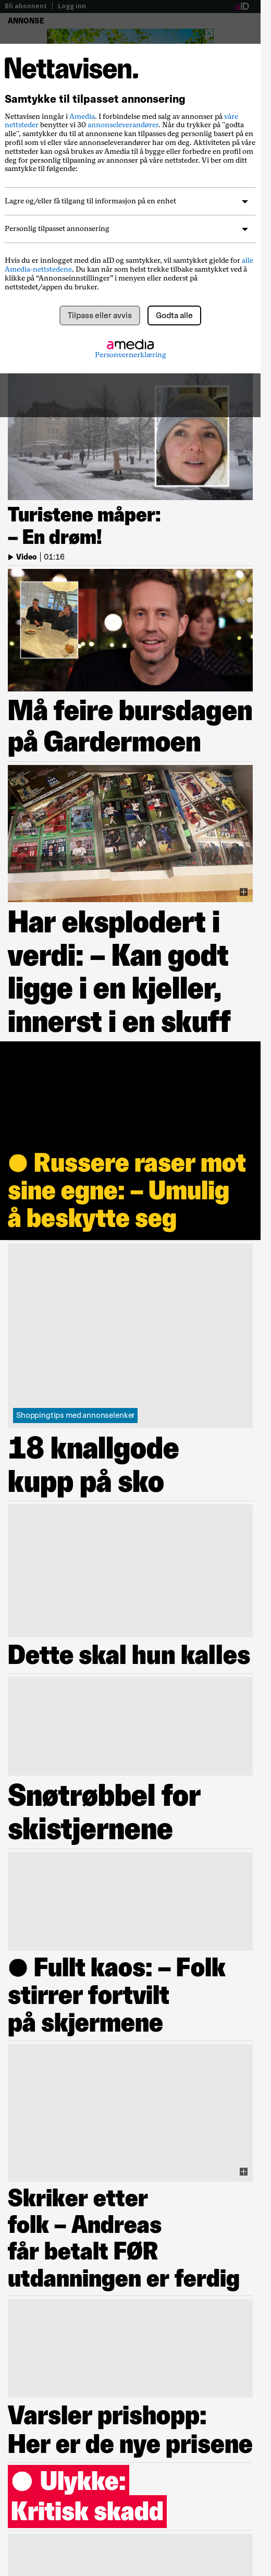 Bli abonnent | Logg inn aID
ANNONSE
Nettavisen.
Samtykke til tilpasset annonsering
Nettavisen inngår i Amedia. I forbindelse med salg av annonser på våre
nettsteder benytter vi 30 annonseleverandører. Når du trykker på "godta
alle", samtykker du til at annonsene kan tilpasses deg personlig basert på en
profil som vi eller våre annonseleverandører har om deg. Aktiviteten på våre
nettsteder vil også brukes av Amedia til å bygge eller forbedre en profil om
deg for personlig tilpasning av annonser på våre nettsteder. Vi ber om ditt
samtykke til følgende:
Lagre og/eller få tilgang til informasjon på en enhet
Personlig tilpasset annonsering
Hvis du er innlogget med din aID og samtykker, vil samtykket gjelde for alle
Amedia-nettstedene. Du kan når som helst trekke tilbake samtykket ved å
klikke på “Annonseinnstillinger” i menyen eller nederst på
nettstedet/appen du bruker.
Tilpass eller avvis Godta alle
amedia
Personvernerklæring
Turistene måper:
– En drøm!
Video | 01:16
Må feire bursdagen
på Gardermoen
Har eksplodert i
verdi: – Kan godt
ligge i en kjeller,
innerst i en skuff
● Russere raser mot
sine egne: – Umulig
å beskytte seg
Shoppingtips med annonselenker
18 knallgode
kupp på sko
Dette skal hun kalles
Snøtrøbbel for
skistjernene
● Fullt kaos: – Folk
stirrer fortvilt
på skjermene
Skriker etter
folk – Andreas
får betalt FØR
utdanningen er ferdig
Varsler prishopp:
Her er de nye prisene
● Ulykke:
Kritisk skadd